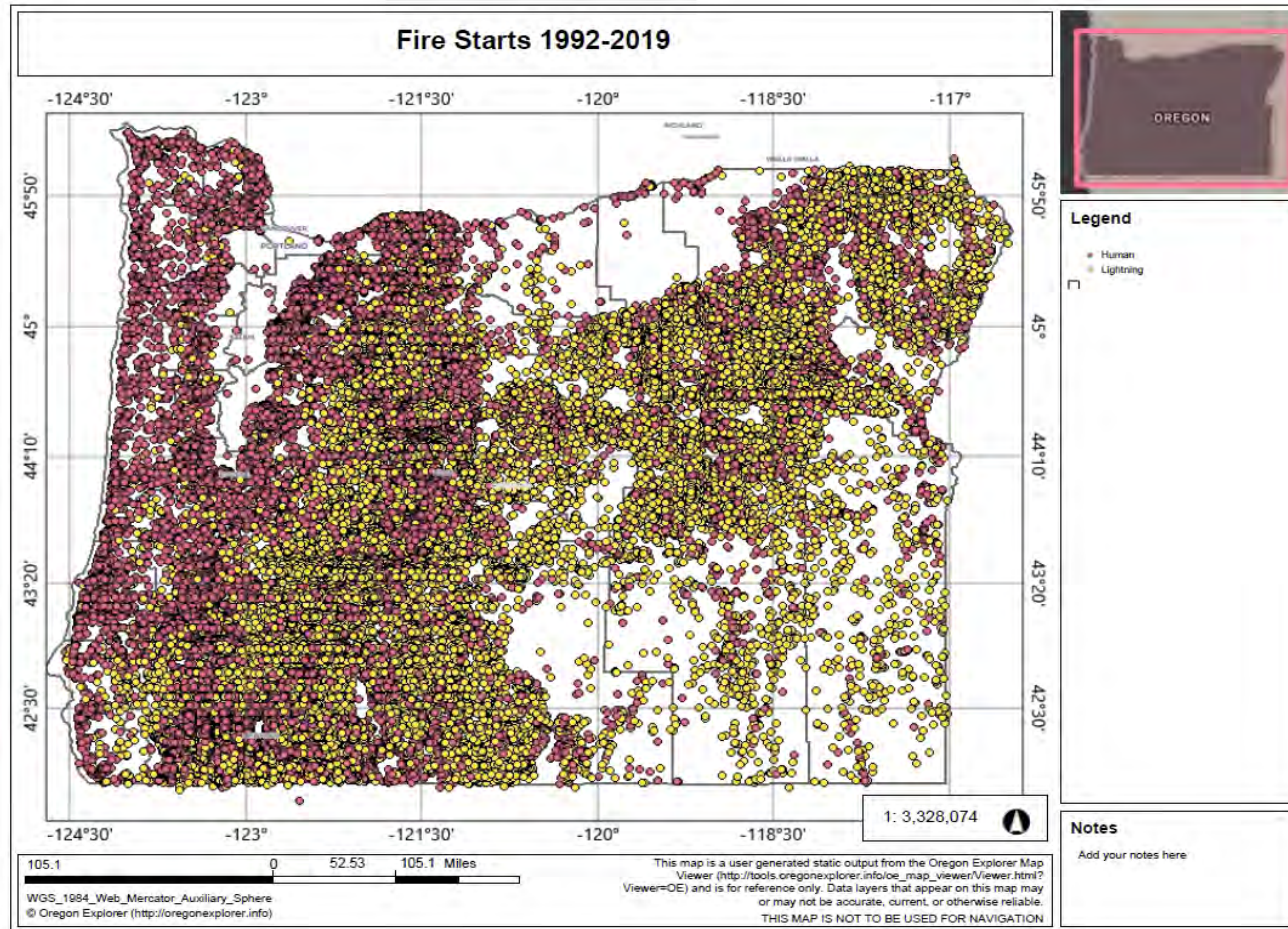 Fire Starts 1992-2019
OREGON
-124°30' -123° -121°30' -120° -118°30' -117°
RICHLAND
WALLA WALLA
45°50' 45°50'
PORTLAND
45° 45°
44°10' 44°10'
43°20' 43°20'
42°30' 42°30'
-124°30' -123° -121°30' -120° -118°30' -117°
1: 3,328,074
Legend
Human
Lightning
Notes
Add your notes here
105.1 0 52.53 105.1 Miles
WGS_1984_Web_Mercator_Auxiliary_Sphere
© Oregon Explorer (http://oregonexplorer.info)
This map is a user generated static output from the Oregon Explorer Map
Viewer (http://tools.oregonexplorer.info/oe_map_viewer/Viewer.html?
Viewer=OE) and is for reference only. Data layers that appear on this map may
or may not be accurate, current, or otherwise reliable.
THIS MAP IS NOT TO BE USED FOR NAVIGATION